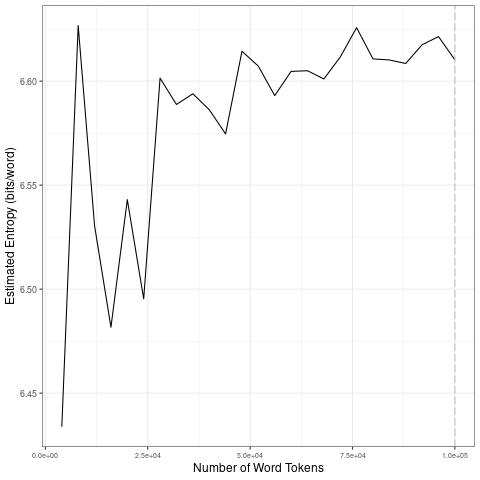 Estimated Entropy (bits/word)
6.60
6.55
6.50
6.45
0.0e+00 2.5e+04 5.0e+04 7.5e+04 1.0e+05
Number of Word Tokens